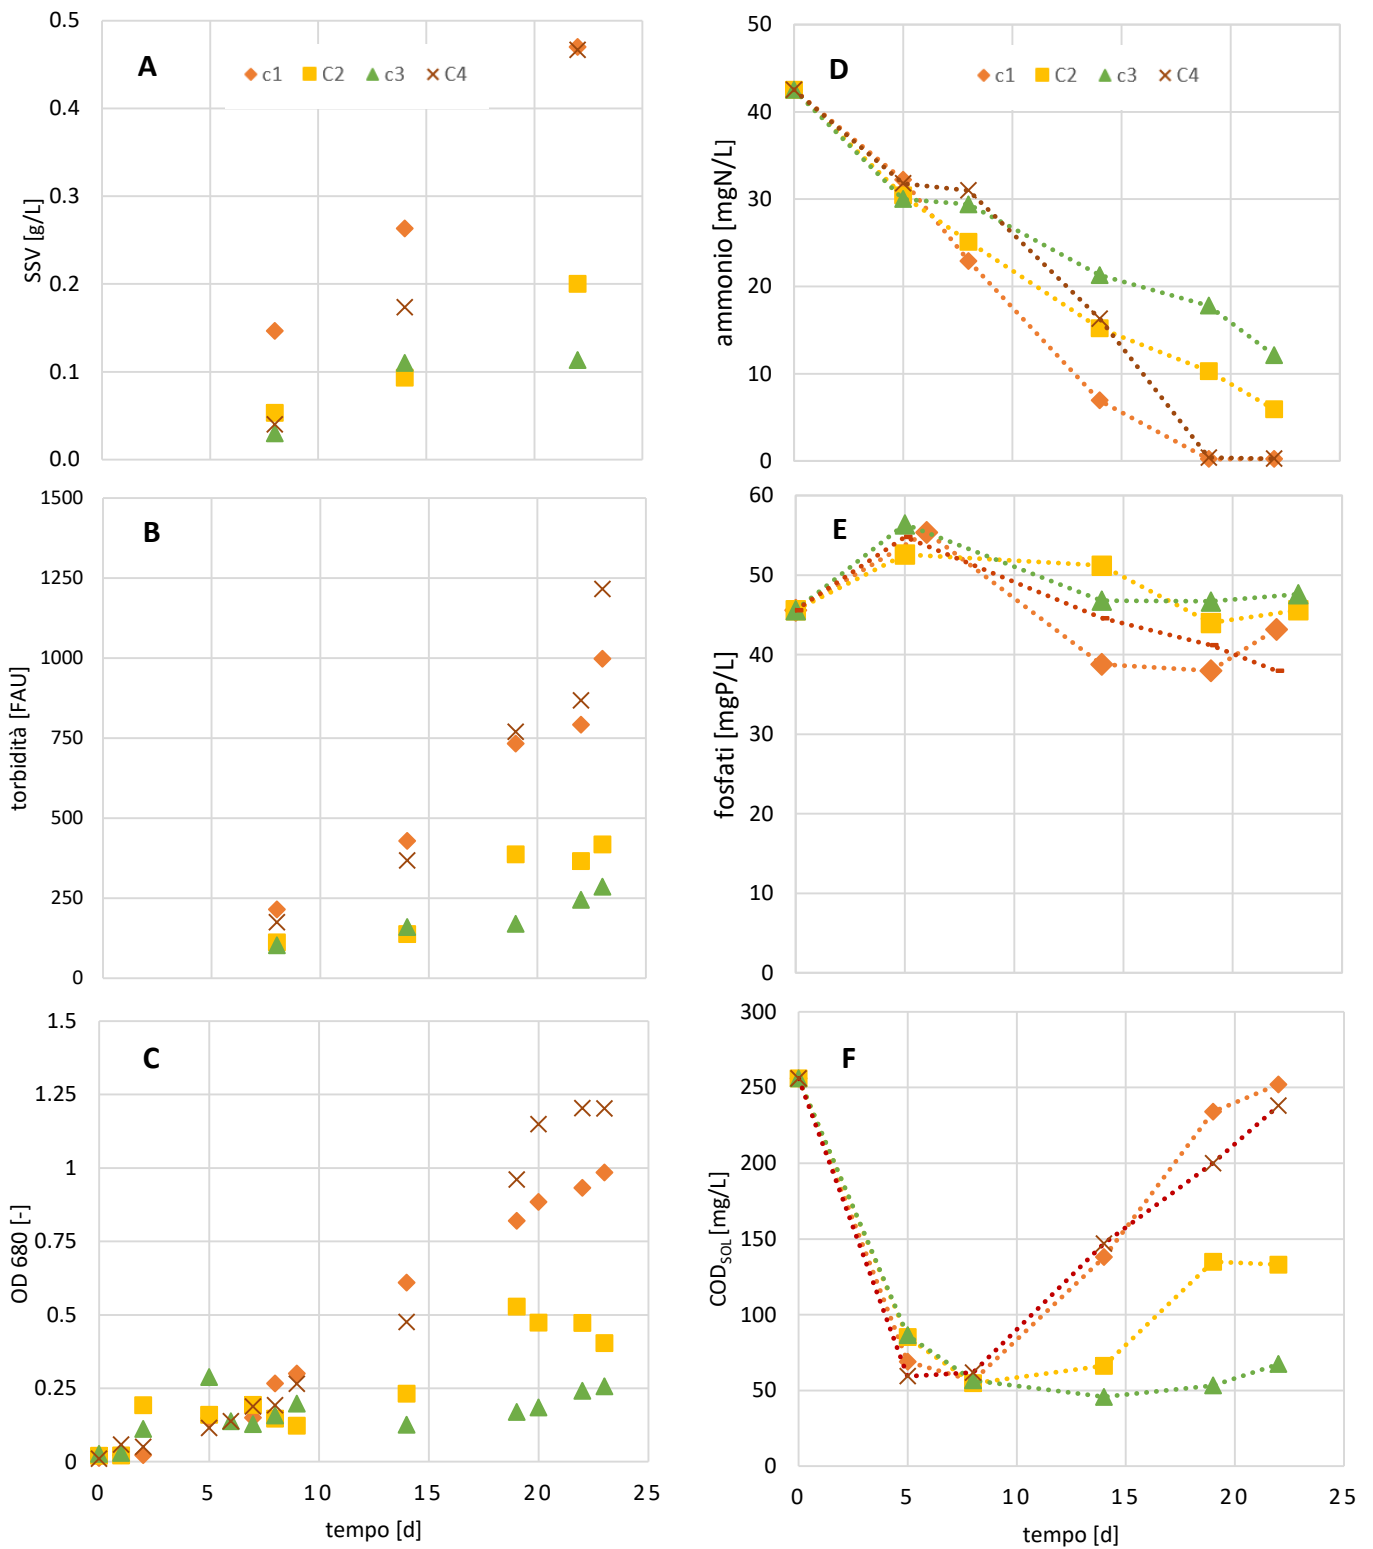 A
c1 C2 c3 C4
0.5
0.4
0.3
0.2
0.1
0.0
SSV [g/L]
D
c1 C2 c3 C4
50
40
30
20
10
0
ammonio [mgN/L]
B
1500
1250
1000
750
500
250
0
torbidità [FAU]
E
60
50
40
30
20
10
0
fosfati [mgP/L]
C
1.5
1.25
1
0.75
0.5
0.25
0
OD 680 [-]
0 5 10 15 20 25
tempo [d]
F
300
250
200
150
100
50
0
COD_SOL [mg/L]
0 5 10 15 20 25
tempo [d]